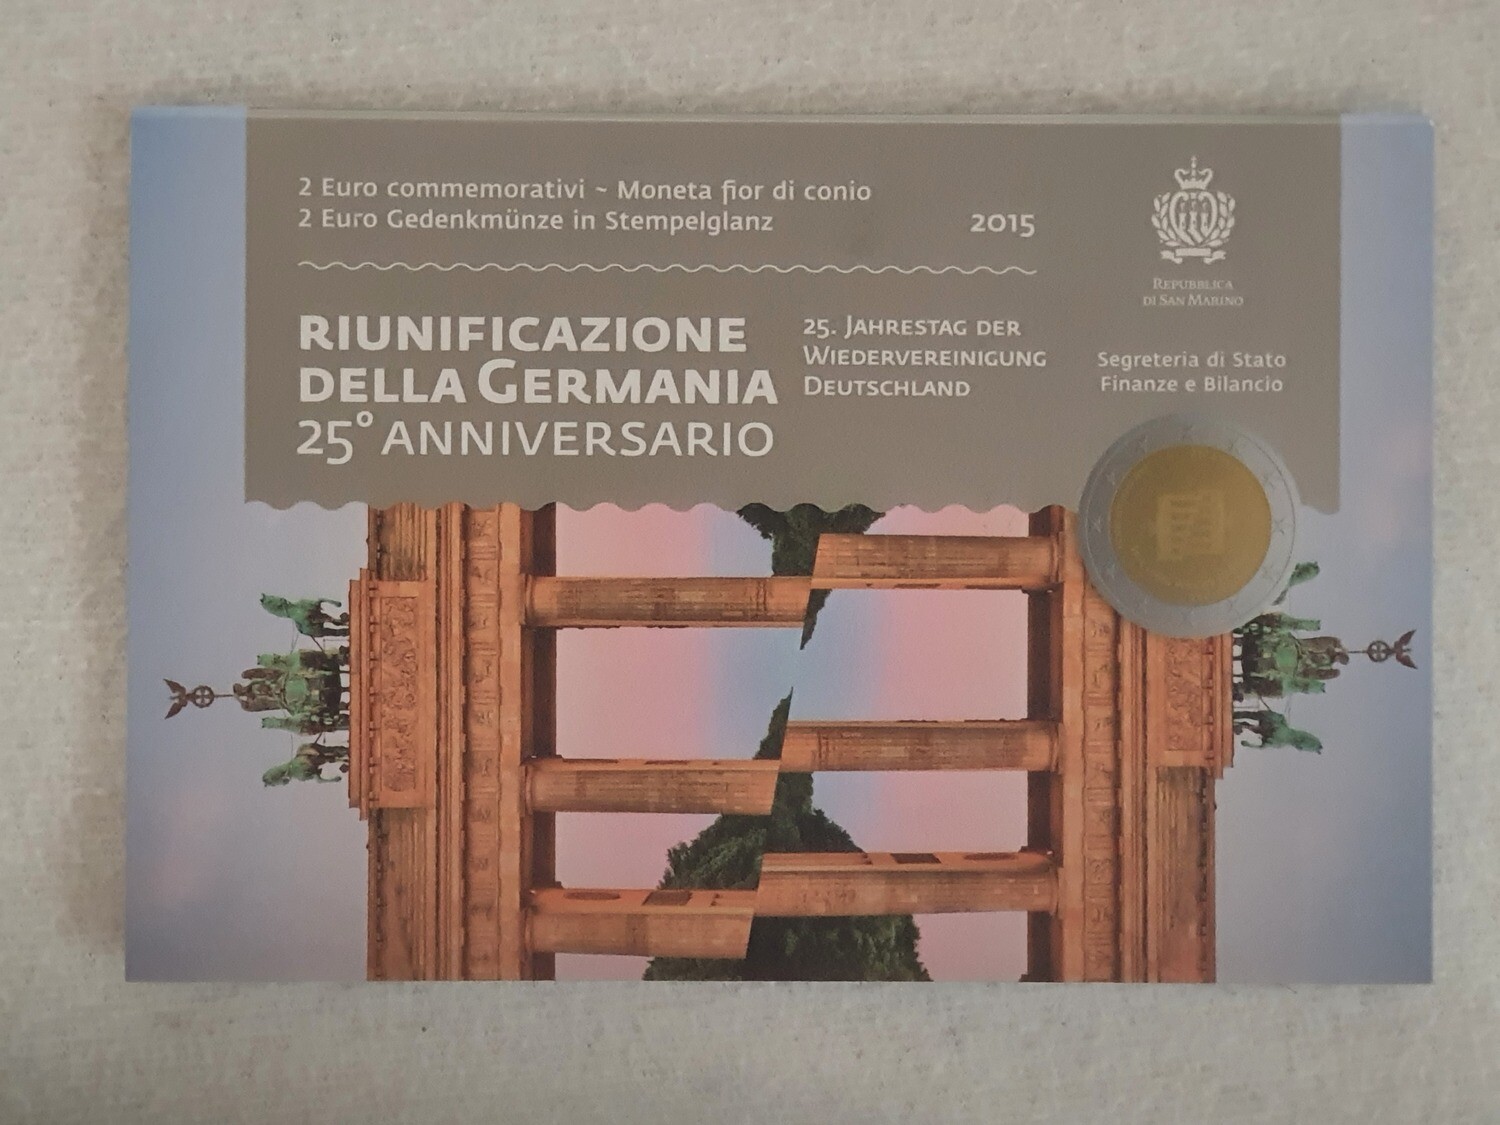 2 Euro commemorativi ~ Moneta fior di conio
2 Euro Gedenkmünze in Stempelglanz
2015
RIUNIFICAZIONE
DELLA GERMANIA
25° ANNIVERSARIO
25. JAHRESTAG DER
WIEDERVEREINIGUNG
DEUTSCHLAND
REPUBBLICA
DI SAN MARINO
Segreteria di Stato
Finanze e Bilancio